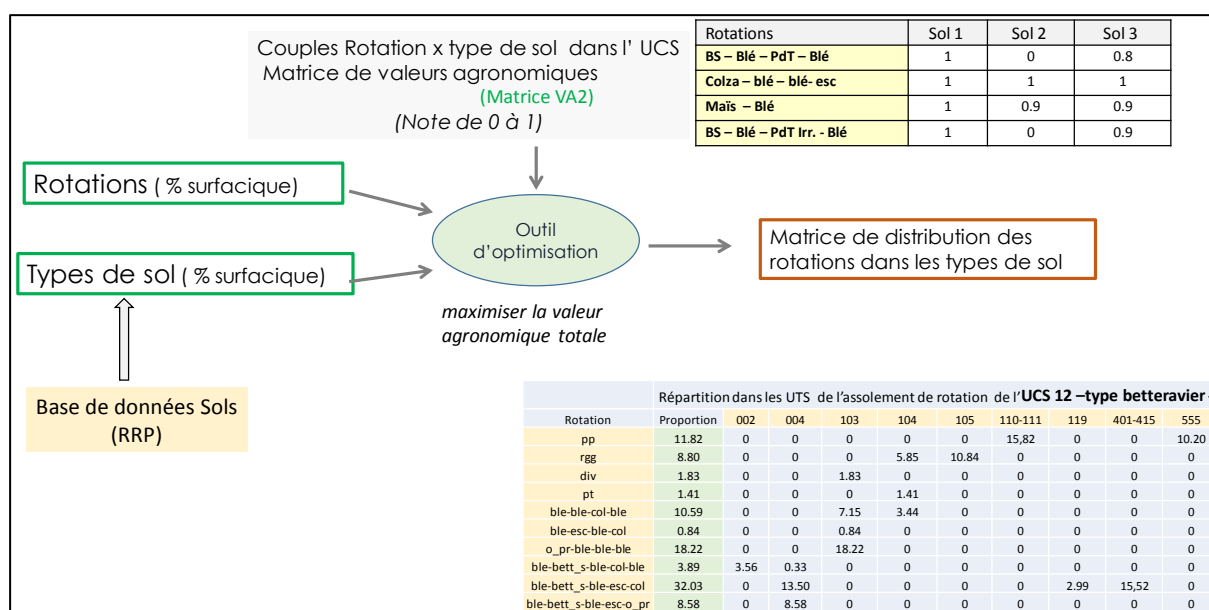 Couples Rotation x type de sol dans l' UCS
Matrice de valeurs agronomiques
(Matrice VA2)
(Note de 0 à 1)
Rotations Sol 1 Sol 2 Sol 3
BS – Blé – PdT – Blé 1 0 0.8
Colza – blé – blé- esc 1 1 1
Maïs – Blé 1 0.9 0.9
BS – Blé – PdT Irr. - Blé 1 0 0.9
Rotations ( % surfacique)
Types de sol ( % surfacique)
Outil
d'optimisation
maximiser la valeur
agronomique totale
Matrice de distribution des
rotations dans les types de sol
Base de données Sols
(RRP)
Répartition dans les UTS de l'assolement de rotation de l'UCS 12 –type betteravier -
Rotation Proportion 002 004 103 104 105 110-111 119 401-415 555
pp 11.82 0 0 0 0 0 15,82 0 0 10.20
rgg 8.80 0 0 0 5.85 10.84 0 0 0 0
div 1.83 0 0 1.83 0 0 0 0 0 0
pt 1.41 0 0 0 1.41 0 0 0 0 0
ble-ble-col-ble 10.59 0 0 7.15 3.44 0 0 0 0 0
ble-esc-ble-col 0.84 0 0 0.84 0 0 0 0 0 0
o_pr-ble-ble-ble 18.22 0 0 18.22 0 0 0 0 0 0
ble-bett_s-ble-col-ble 3.89 3.56 0.33 0 0 0 0 0 0 0
ble-bett_s-ble-esc-col 32.03 0 13.50 0 0 0 0 2.99 15,52 0
ble-bett_s-ble-esc-o_pr 8.58 0 8.58 0 0 0 0 0 0 0